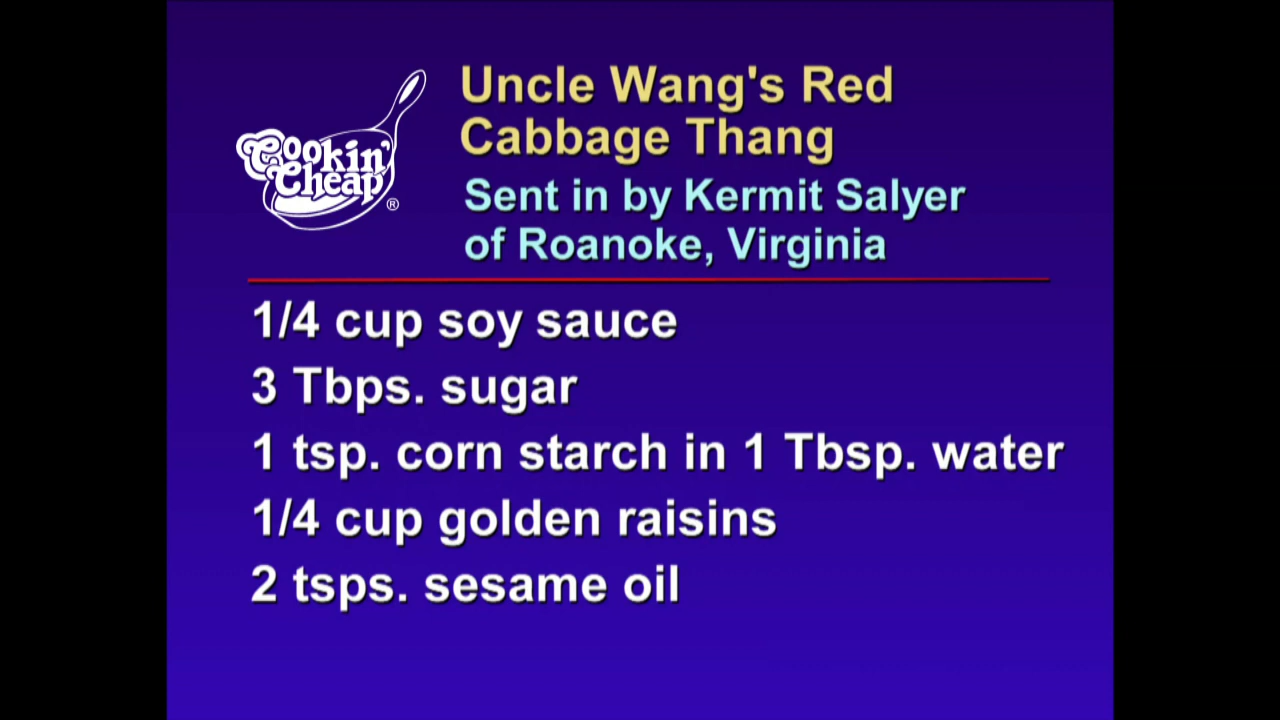 Cookin'
Cheap
®
Uncle Wang's Red
Cabbage Thang
Sent in by Kermit Salyer
of Roanoke, Virginia
1/4 cup soy sauce
3 Tbps. sugar
1 tsp. corn starch in 1 Tbsp. water
1/4 cup golden raisins
2 tsps. sesame oil